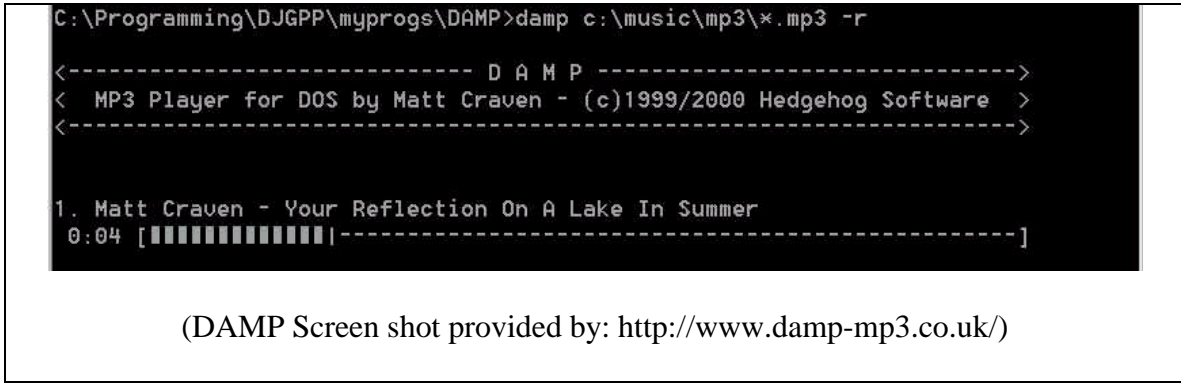 C:\Programming\DJGPP\myprogs\DAMP>damp c:\music\mp3\*.mp3 -r
<------------------------------ D A M P ------------------------------->
<  MP3 Player for DOS by Matt Craven - (c)1999/2000 Hedgehog Software  >
<---------------------------------------------------------------------->
1. Matt Craven - Your Reflection On A Lake In Summer
0:04 [▮▮▮▮▮▮▮▮▮▮▮▮▮|--------------------------------------------------]
(DAMP Screen shot provided by: http://www.damp-mp3.co.uk/)